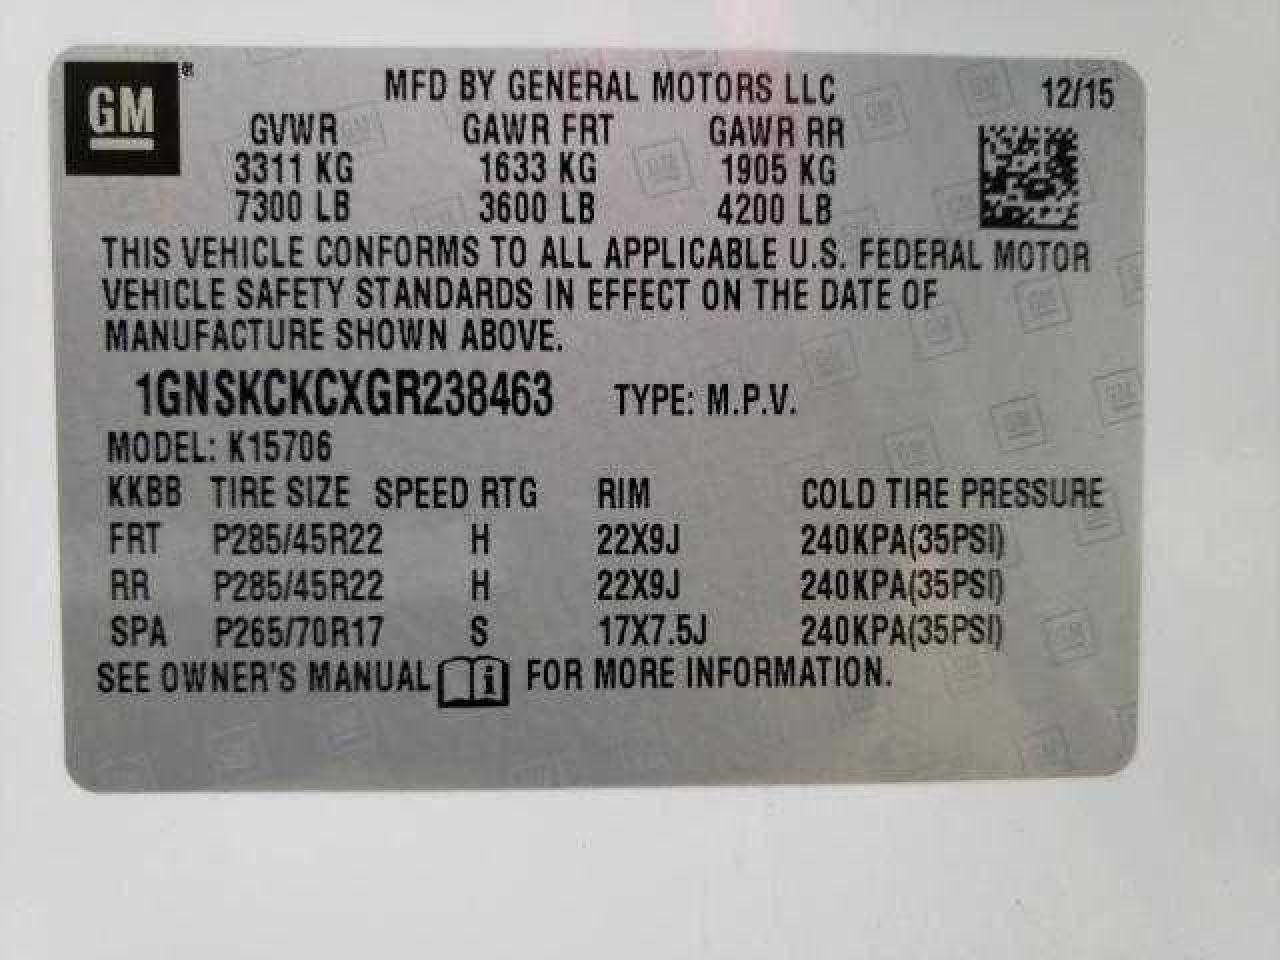 GM®
MFD BY GENERAL MOTORS LLC 12/15
GVWR GAWR FRT GAWR RR
3311 KG 1633 KG 1905 KG
7300 LB 3600 LB 4200 LB
THIS VEHICLE CONFORMS TO ALL APPLICABLE U.S. FEDERAL MOTOR
VEHICLE SAFETY STANDARDS IN EFFECT ON THE DATE OF
MANUFACTURE SHOWN ABOVE.
1GNSKCKCXGR238463 TYPE: M.P.V.
MODEL: K15706
KKBB TIRE SIZE SPEED RTG RIM COLD TIRE PRESSURE
FRT P285/45R22 H 22X9J 240KPA(35PSI)
RR P285/45R22 H 22X9J 240KPA(35PSI)
SPA P265/70R17 S 17X7.5J 240KPA(35PSI)
SEE OWNER'S MANUAL i FOR MORE INFORMATION.